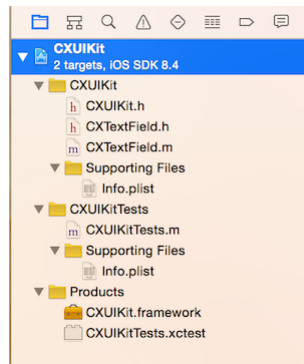 CXUIKit
2 targets, iOS SDK 8.4
CXUIKit
h CXUIKit.h
h CXTextField.h
m CXTextField.m
Supporting Files
Info.plist
CXUIKitTests
m CXUIKitTests.m
Supporting Files
Info.plist
Products
CXUIKit.framework
CXUIKitTests.xctest